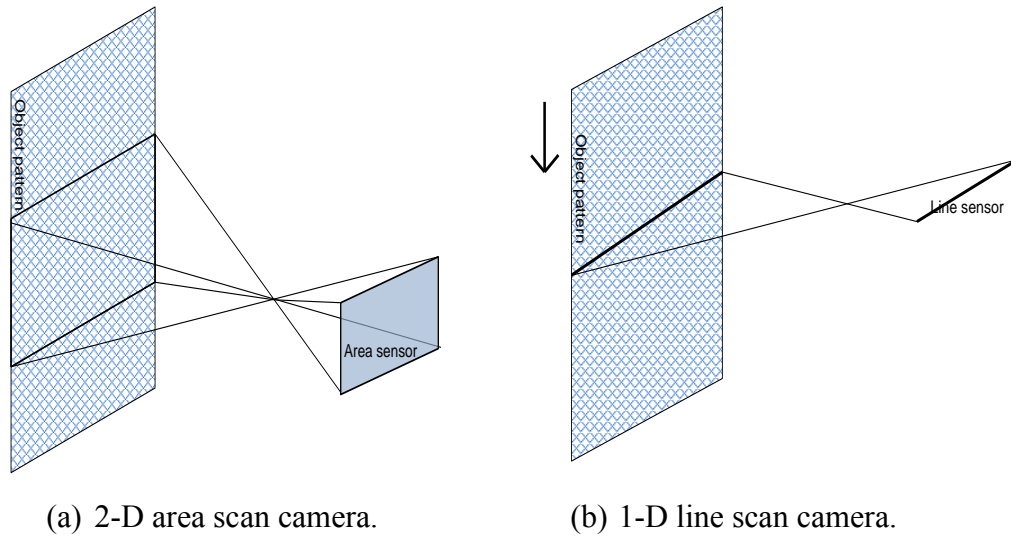 Object pattern
Area sensor
Object pattern
Line sensor
(a) 2-D area scan camera.
(b) 1-D line scan camera.